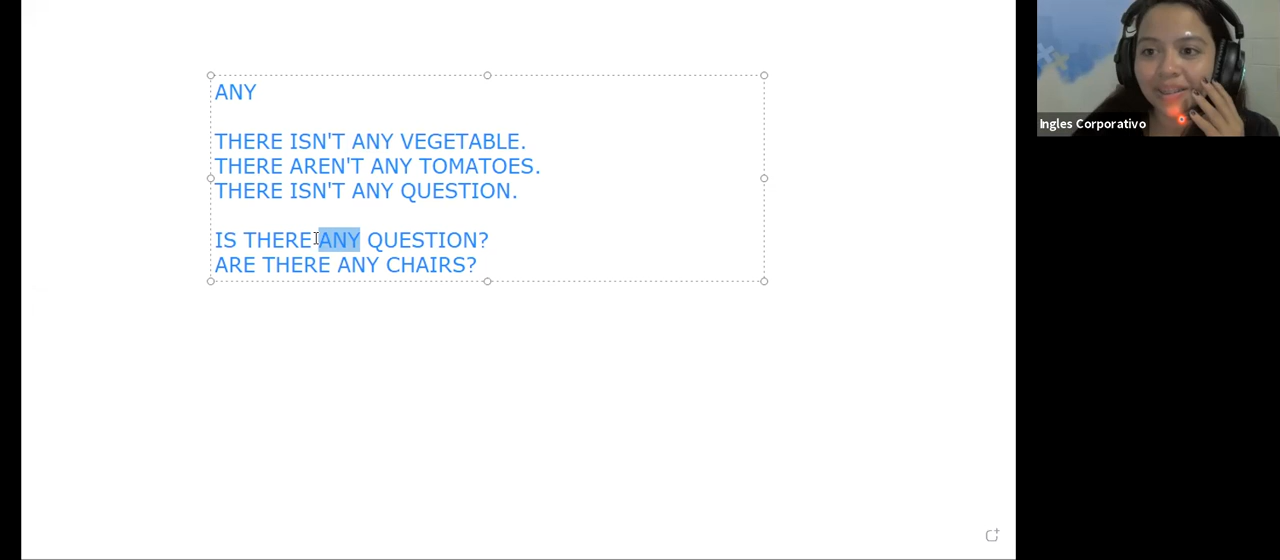 ANY
THERE ISN'T ANY VEGETABLE.
THERE AREN'T ANY TOMATOES.
THERE ISN'T ANY QUESTION.
IS THERE ANY QUESTION?
ARE THERE ANY CHAIRS?
Ingles Corporativo